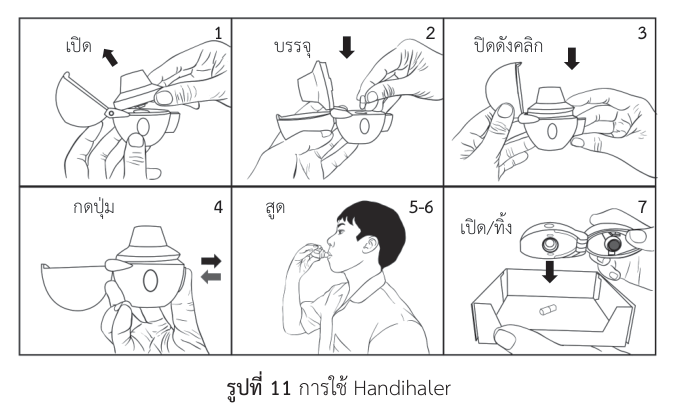 เปิด 1
บรรจุ 2
ปิดดังคลิก 3
กดปุ่ม 4
สูด 5-6
เปิด/ทิ้ง 7
รูปที่ 11 การใช้ Handihaler